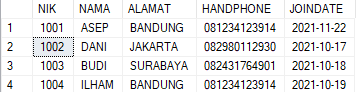 NIK NAMA ALAMAT HANDPHONE JOINDATE
1 1001 ASEP BANDUNG 081234123914 2021-11-22
2 1002 DANI JAKARTA 082980112930 2021-10-17
3 1003 BUDI SURABAYA 082431764901 2021-10-18
4 1004 ILHAM BANDUNG 081234123914 2021-10-19